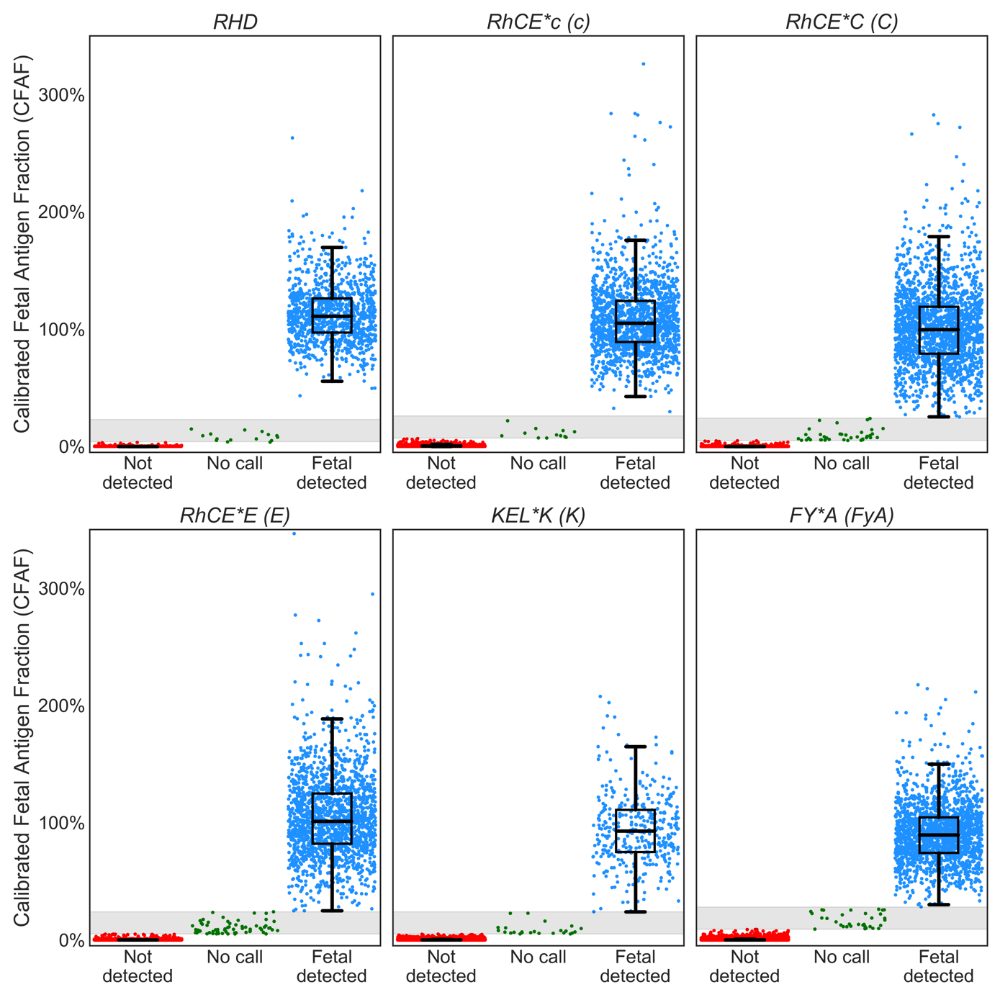 RHD
RhCE*c (c)
RhCE*C (C)
Calibrated Fetal Antigen Fraction (CFAF)
300%
200%
100%
0%
Not detected
No call
Fetal detected
Not detected
No call
Fetal detected
Not detected
No call
Fetal detected
RhCE*E (E)
KEL*K (K)
FY*A (FyA)
Calibrated Fetal Antigen Fraction (CFAF)
300%
200%
100%
0%
Not detected
No call
Fetal detected
Not detected
No call
Fetal detected
Not detected
No call
Fetal detected